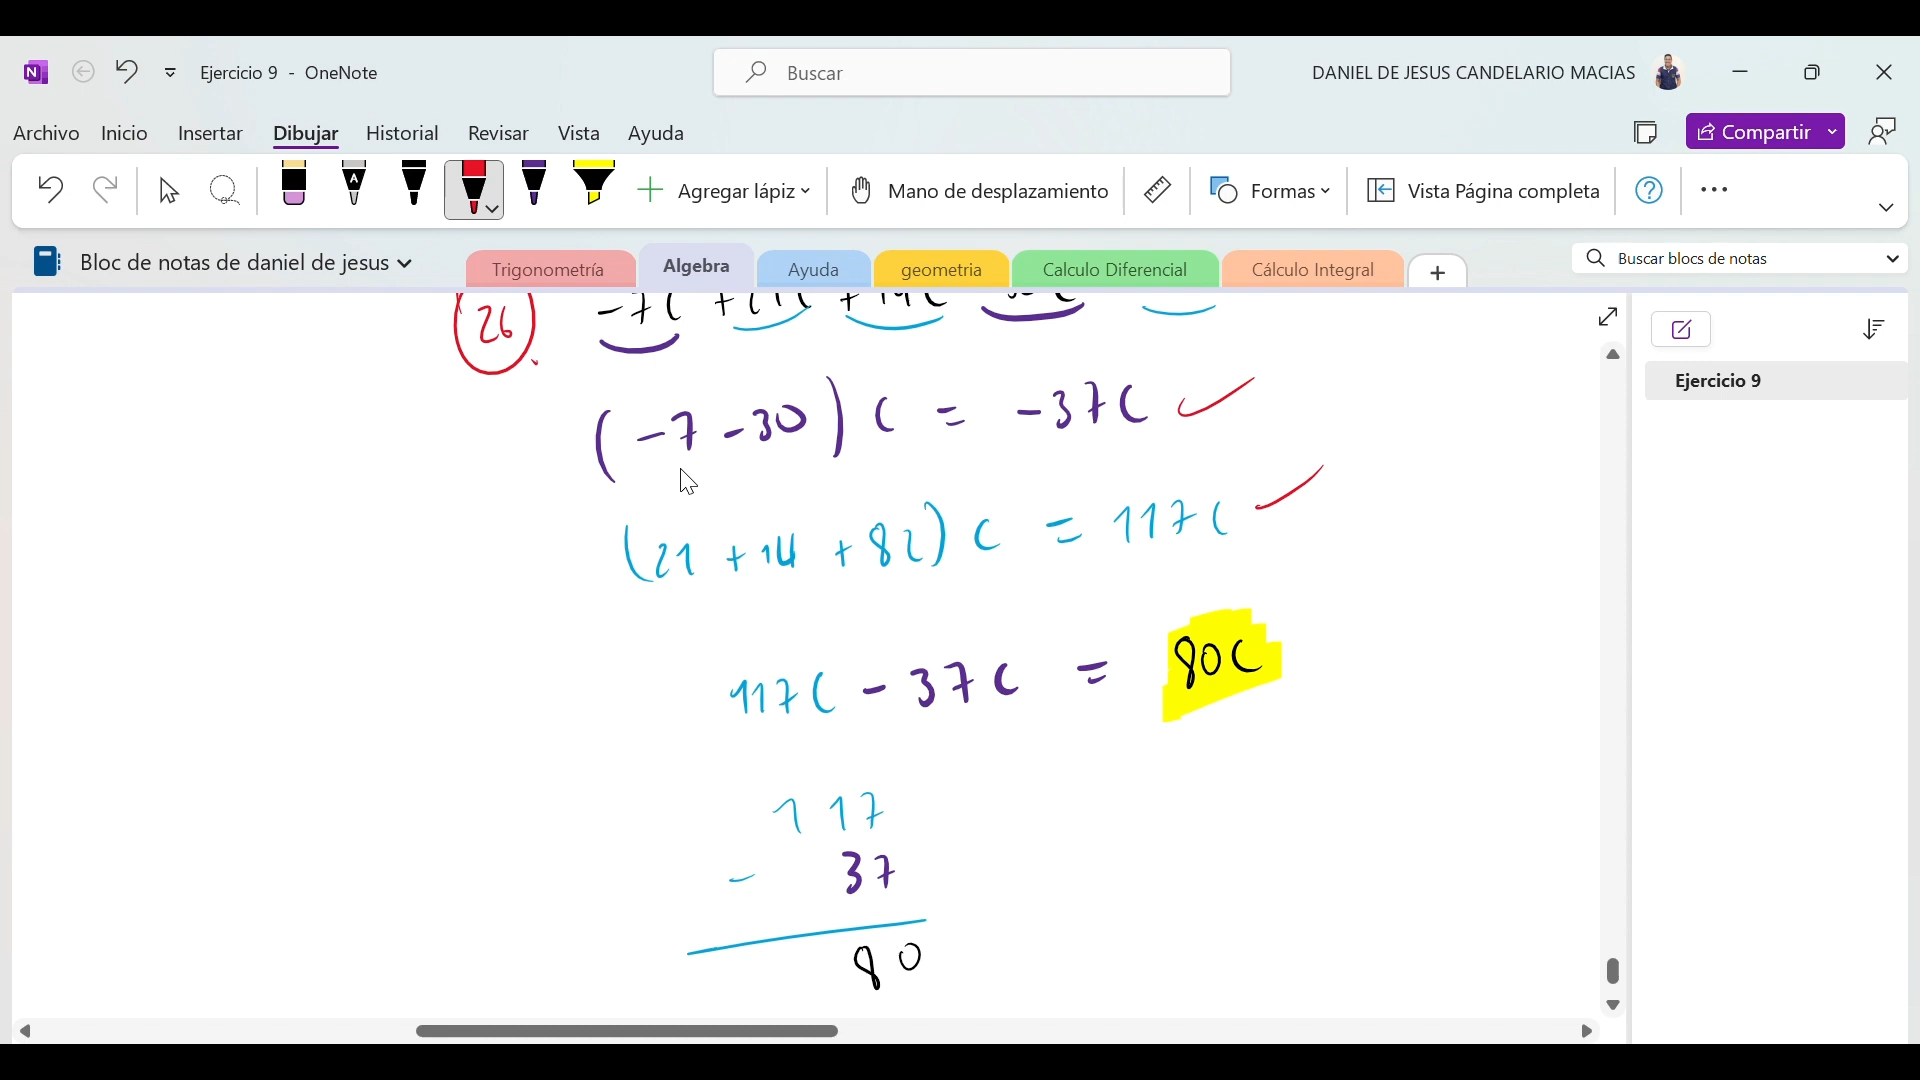 Ejercicio 9 - OneNote
Buscar
DANIEL DE JESUS CANDELARIO MACIAS
Archivo Inicio Insertar Dibujar Historial Revisar Vista Ayuda
Compartir
A
Agregar lápiz
Mano de desplazamiento
Formas
Vista Página completa
?
Bloc de notas de daniel de jesus
Trigonometría
Algebra
Ayuda
geometria
Calculo Diferencial
Cálculo Integral
+
Buscar blocs de notas
Ejercicio 9
26.
(-7 -30) C = -37C
(21 + 14 + 82) C = 117C
117C - 37C = 80C
117
- 37
80